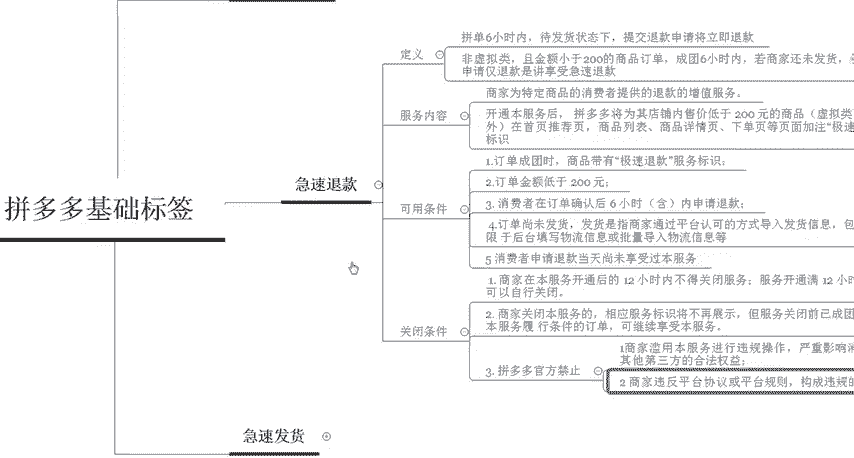 拼多多基础标签
急速退款
定义
拼单6小时内，待发货状态下，提交退款申请将立即退款
非虚拟类，且金额小于200的商品订单，成团6小时内，若商家还未发货，
申请仅退款是讲享受急速退款
服务内容
商家为特定商品的消费者提供的退款的增值服务。
开通本服务后， 拼多多将为其店铺内售价低于 200 元的商品（虚拟类
外）在首页推荐页，商品列表、商品详情页、下单页等页面加注“极速
标识
可用条件
1.订单成团时，商品带有“极速退款”服务标识；
2.订单金额低于 200 元；
3. 消费者在订单确认后 6 小时（含）内申请退款；
4.订单尚未发货，发货是指商家通过平台认可的方式导入发货信息，包
限 于后台填写物流信息或批量导入物流信息等
5 消费者申请退款当天尚未享受过本服务
关闭条件
1. 商家在本服务开通后的 12 小时内不得关闭服务；服务开通满 12 小时
可以自行关闭。
2. 商家关闭本服务的，相应服务标识将不再展示，但服务关闭前已成团
本服务履 行条件的订单，可继续享受本服务。
3. 拼多多官方禁止
1商家滥用本服务进行违规操作，严重影响消
其他第三方的合法权益；
2 商家违反平台协议或平台规则，构成违规的
急速发货